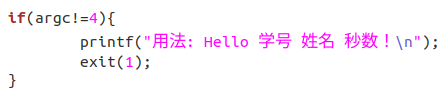 if(argc!=4){
        printf("用法: Hello 学号 姓名 秒数！\n");
        exit(1);
}